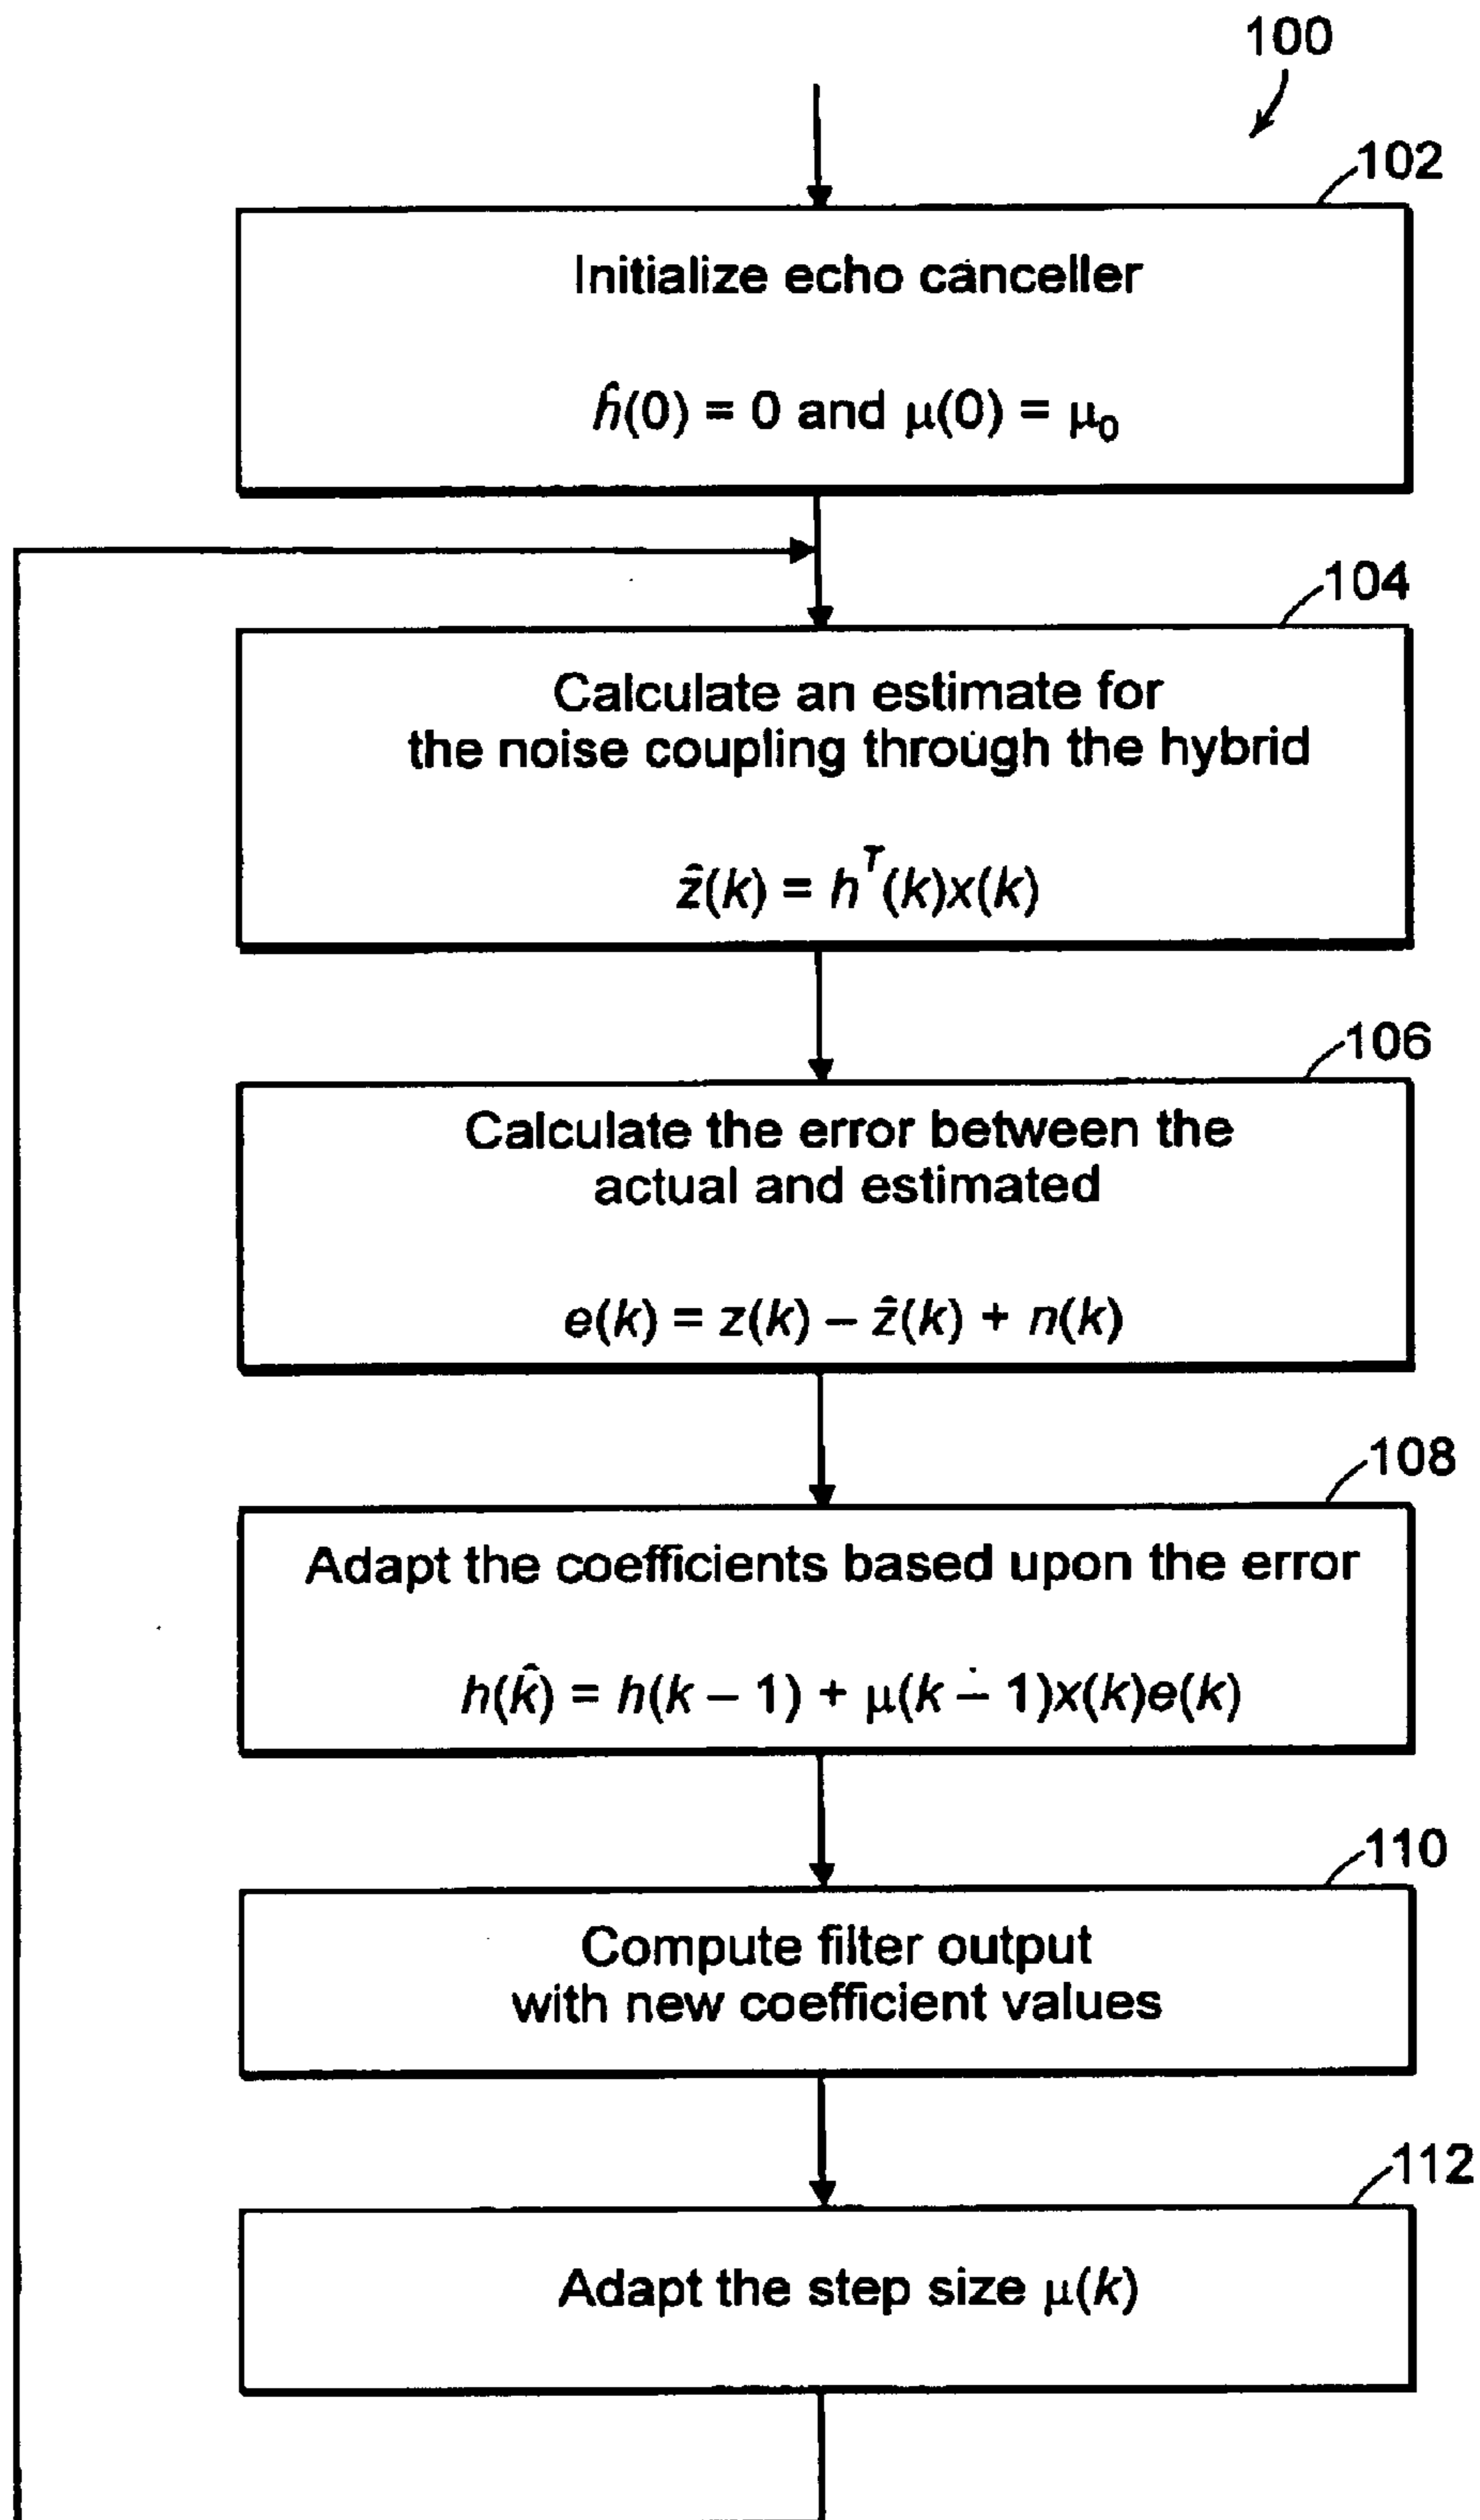 100
102
Initialize echo canceller
ĥ(0) = 0 and μ(0) = μ₀
104
Calculate an estimate for
the noise coupling through the hybrid
ẑ(k) = hᵀ(k)x(k)
106
Calculate the error between the
actual and estimated
e(k) = z(k) – ẑ(k) + n(k)
108
Adapt the coefficients based upon the error
h(k̂) = h(k – 1) + μ(k – 1)x(k)e(k)
110
Compute filter output
with new coefficient values
112
Adapt the step size μ(k)